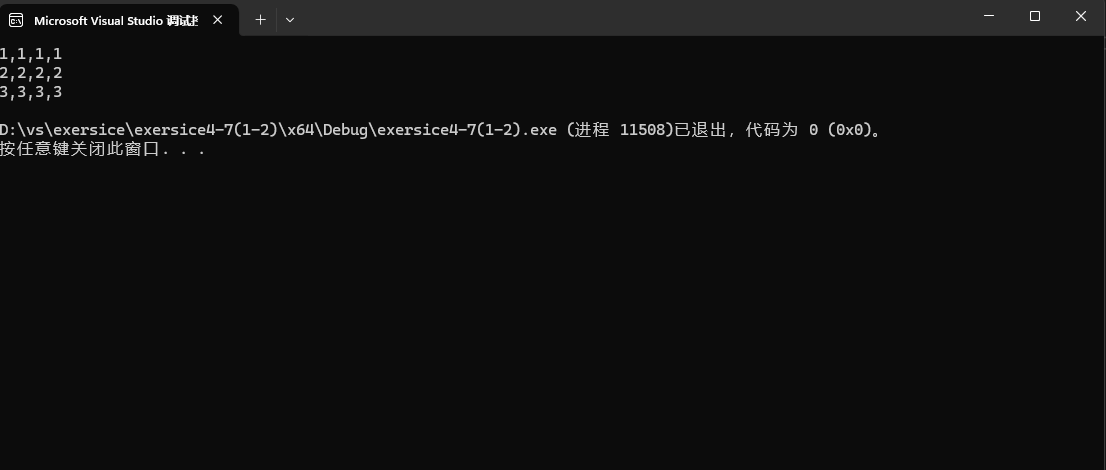 Microsoft Visual Studio 调试
1,1,1,1
2,2,2,2
3,3,3,3
D:\vs\exersice\exersice4-7(1-2)\x64\Debug\exersice4-7(1-2).exe (进程 11508)已退出，代码为 0 (0x0)。
按任意键关闭此窗口. . .